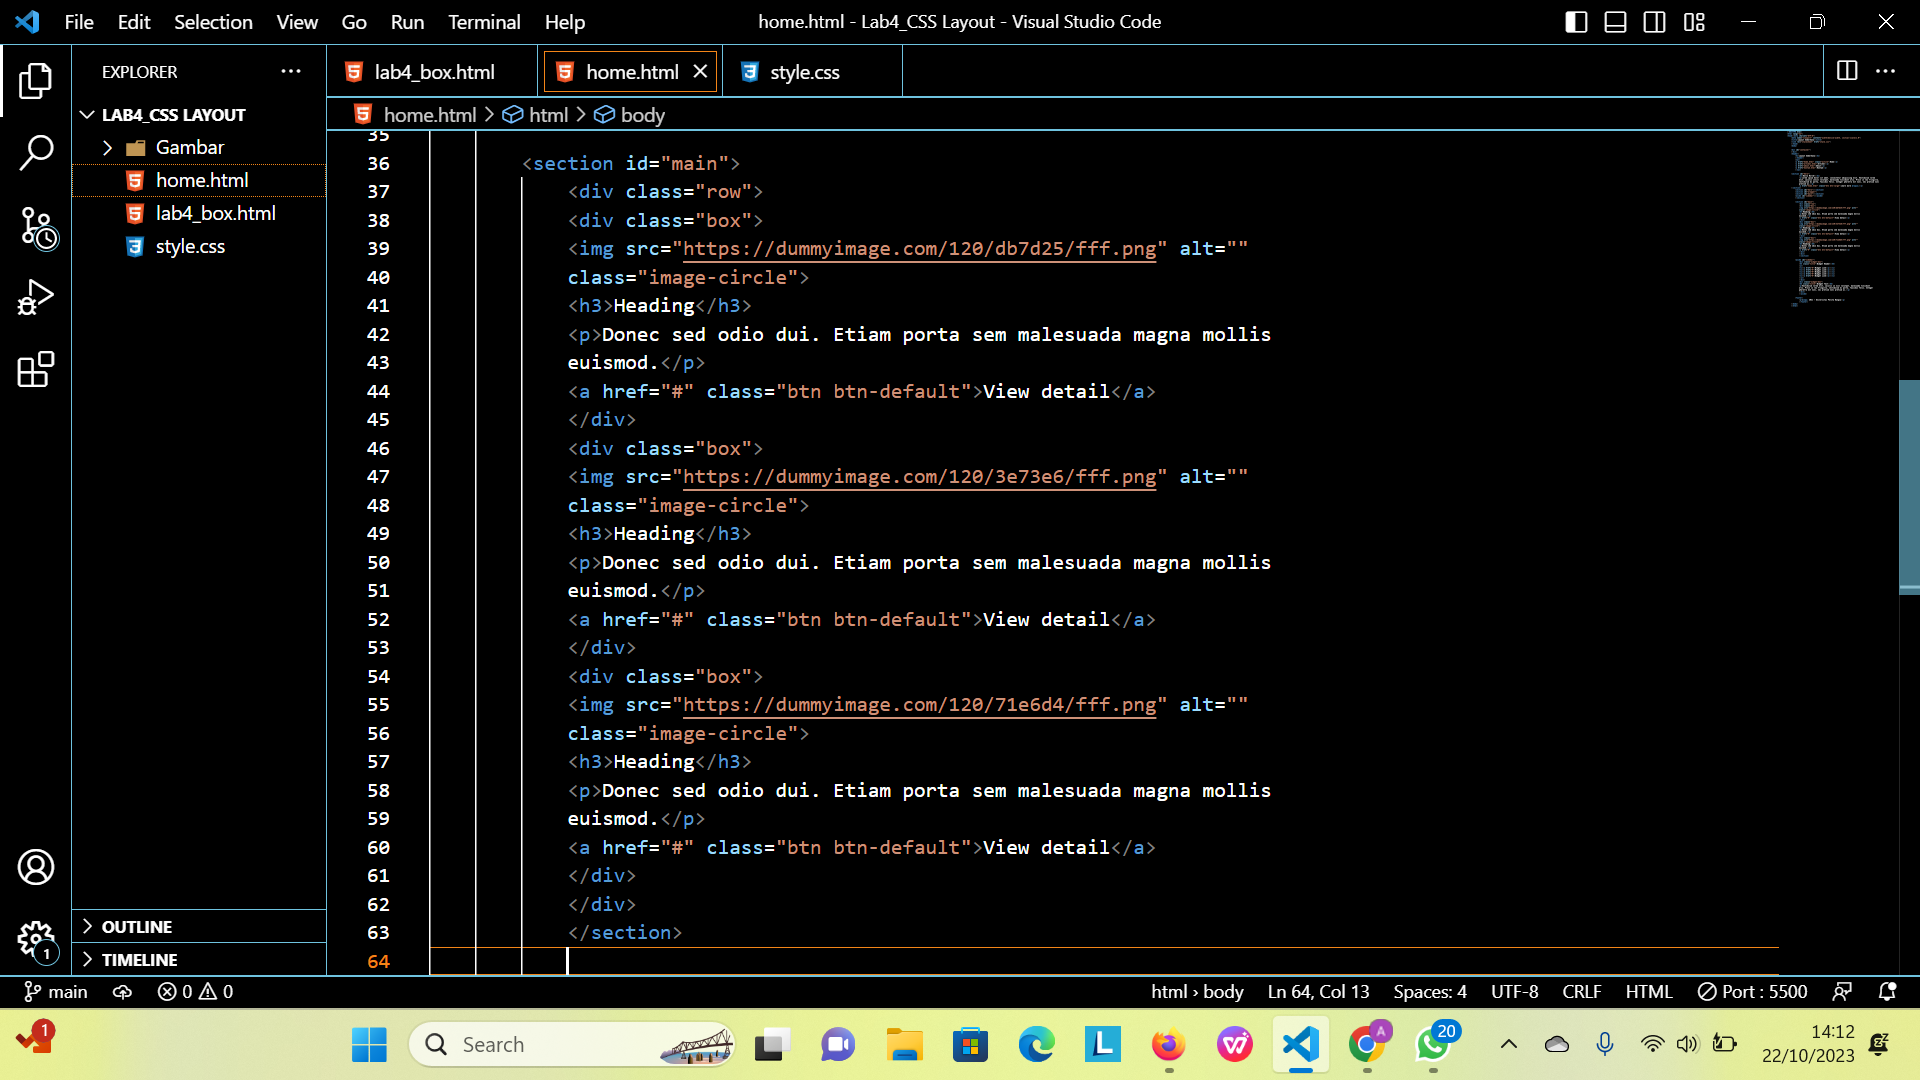 File Edit Selection View Go Run Terminal Help
home.html - Lab4_CSS Layout - Visual Studio Code
EXPLORER
LAB4_CSS LAYOUT
Gambar
home.html
lab4_box.html
style.css
OUTLINE
TIMELINE
lab4_box.html
home.html
style.css
home.html > html > body
35
36 <section id="main">
37 <div class="row">
38 <div class="box">
39 <img src="https://dummyimage.com/120/db7d25/fff.png" alt=""
40 class="image-circle">
41 <h3>Heading</h3>
42 <p>Donec sed odio dui. Etiam porta sem malesuada magna mollis
43 euismod.</p>
44 <a href="#" class="btn btn-default">View detail</a>
45 </div>
46 <div class="box">
47 <img src="https://dummyimage.com/120/3e73e6/fff.png" alt=""
48 class="image-circle">
49 <h3>Heading</h3>
50 <p>Donec sed odio dui. Etiam porta sem malesuada magna mollis
51 euismod.</p>
52 <a href="#" class="btn btn-default">View detail</a>
53 </div>
54 <div class="box">
55 <img src="https://dummyimage.com/120/71e6d4/fff.png" alt=""
56 class="image-circle">
57 <h3>Heading</h3>
58 <p>Donec sed odio dui. Etiam porta sem malesuada magna mollis
59 euismod.</p>
60 <a href="#" class="btn btn-default">View detail</a>
61 </div>
62 </div>
63 </section>
64
1
main 0 0 html › body Ln 64, Col 13 Spaces: 4 UTF-8 CRLF HTML Port : 5500
1
Search
L
A
20
14:12
22/10/2023